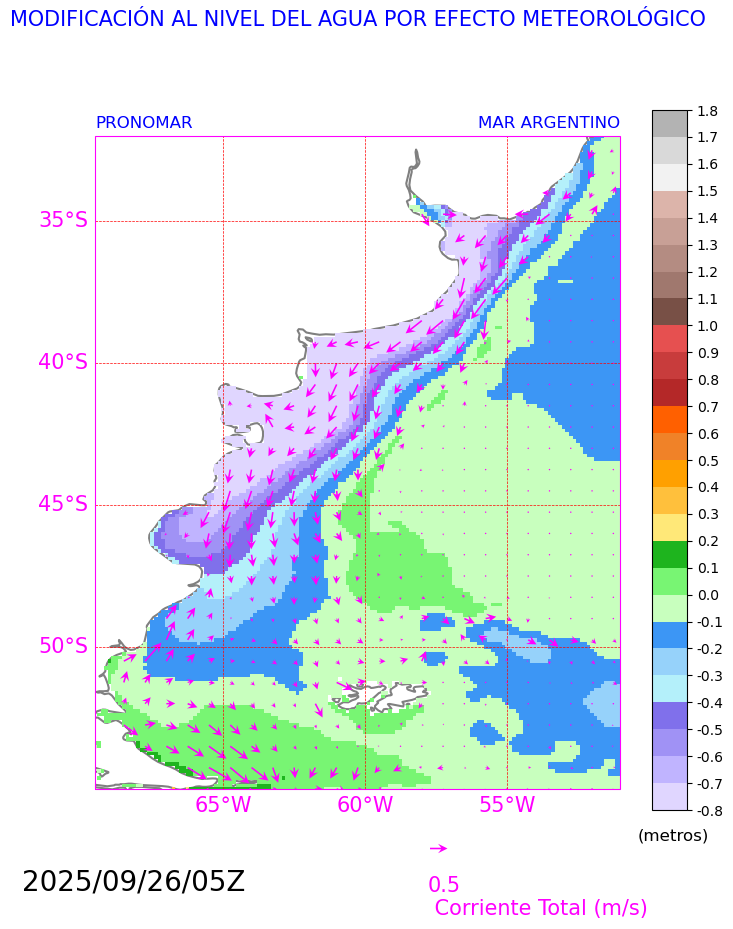 MODIFICACIÓN AL NIVEL DEL AGUA POR EFECTO METEOROLÓGICO
PRONOMAR MAR ARGENTINO
35°S
40°S
45°S
50°S
65°W 60°W 55°W
1.8
1.7
1.6
1.5
1.4
1.3
1.2
1.1
1.0
0.9
0.8
0.7
0.6
0.5
0.4
0.3
0.2
0.1
0.0
-0.1
-0.2
-0.3
-0.4
-0.5
-0.6
-0.7
-0.8
(metros)
2025/09/26/05Z
0.5
Corriente Total (m/s)